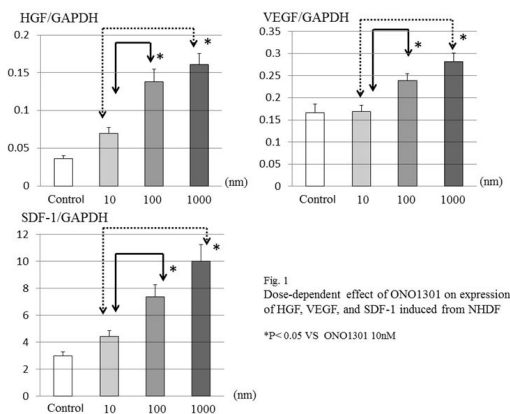 HGF/GAPDH
0.2
0.15
0.1
0.05
0
*
*
Control 10 100 1000 (nm)
VEGF/GAPDH
0.35
0.3
0.25
0.2
0.15
0.1
0.05
0
*
*
Control 10 100 1000 (nm)
SDF-1/GAPDH
12
10
8
6
4
2
0
*
*
Control 10 100 1000 (nm)
Fig. 1
Dose-dependent effect of ONO1301 on expression
of HGF, VEGF, and SDF-1 induced from NHDF
*P< 0.05 VS ONO1301 10nM